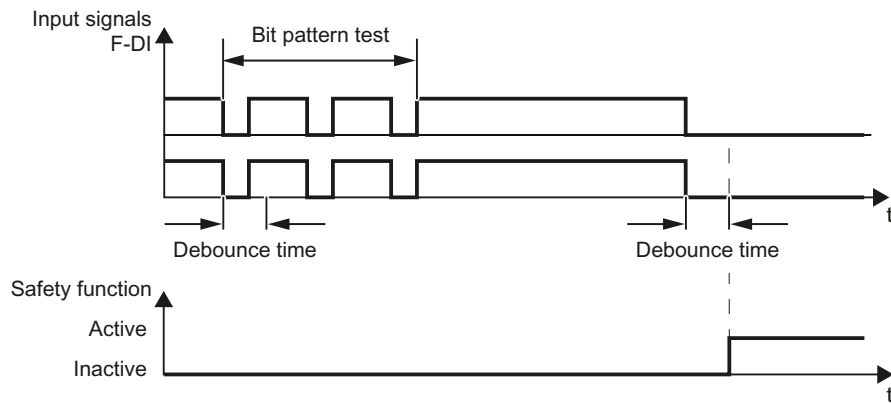 Input signals
F-DI
Bit pattern test
t
Debounce time
Debounce time
Safety function
Active
Inactive
t